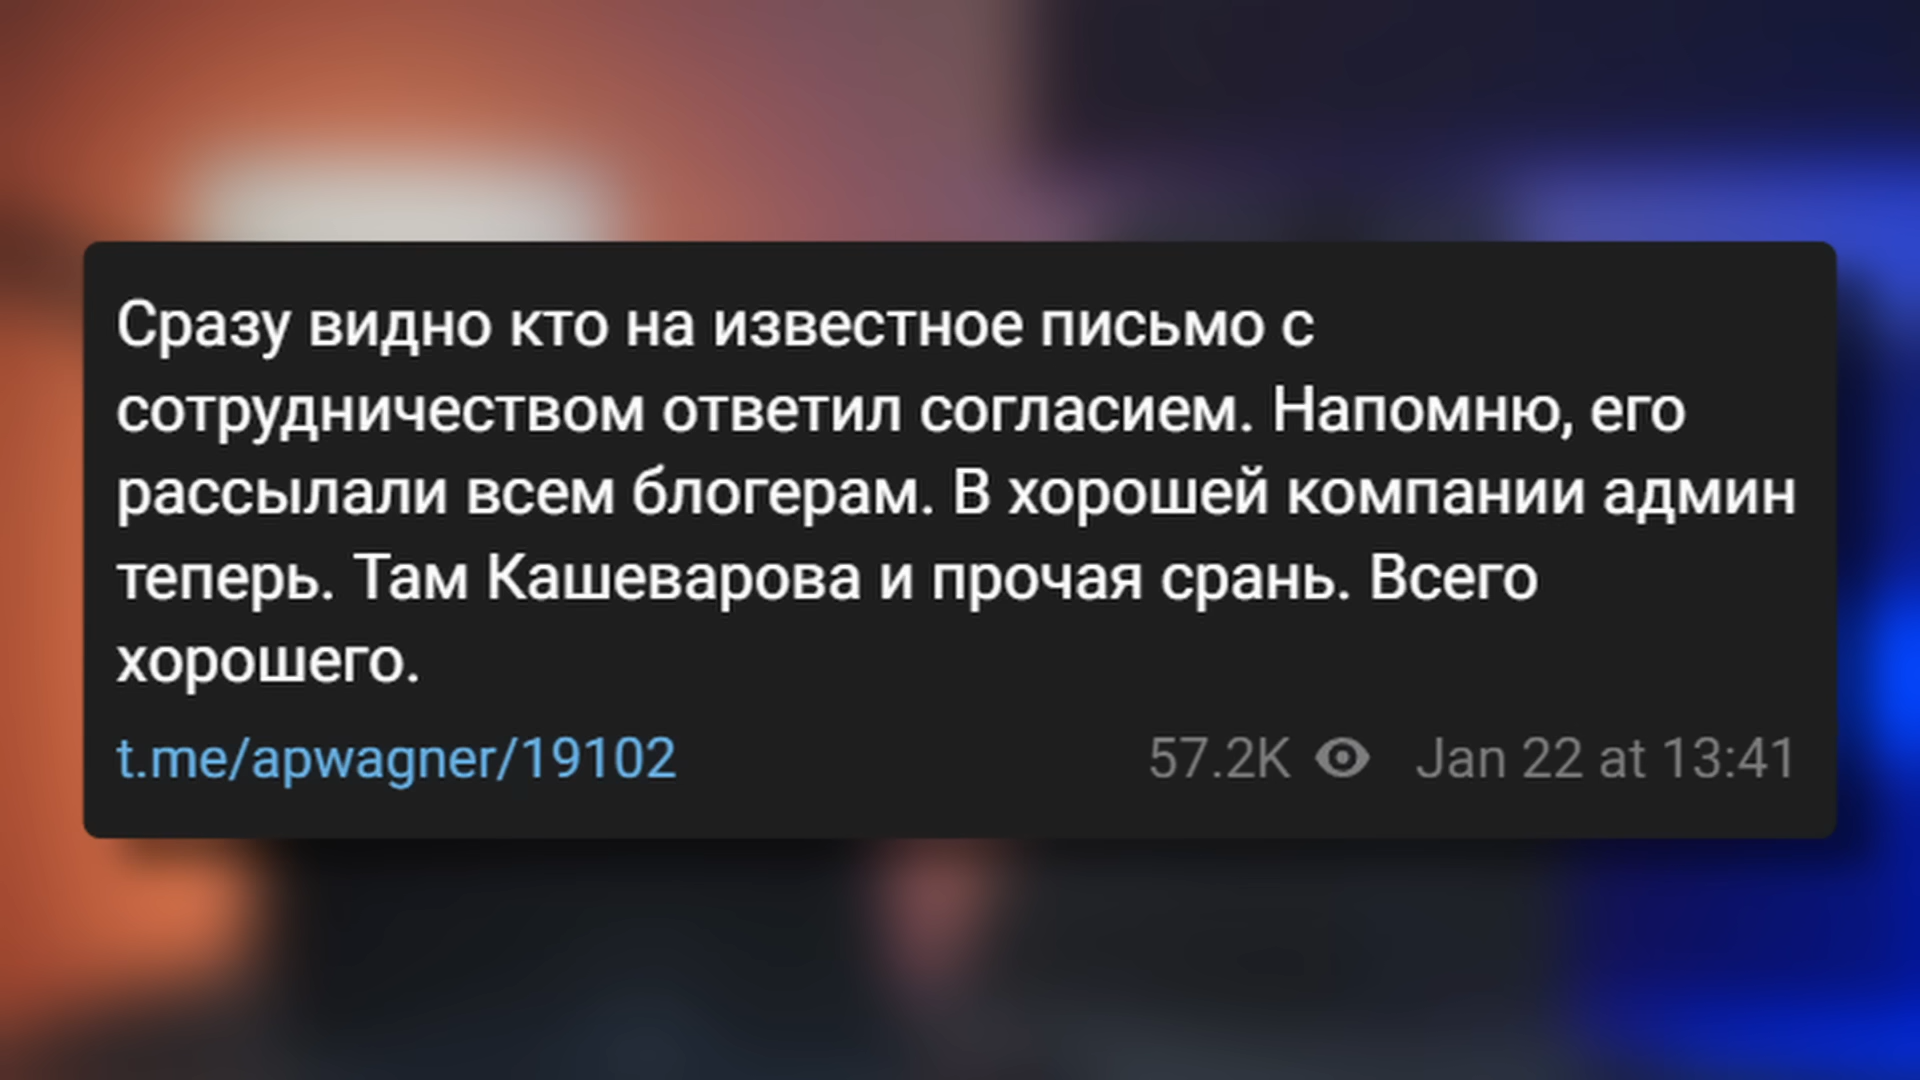 Сразу видно кто на известное письмо с
сотрудничеством ответил согласием. Напомню, его
рассылали всем блогерам. В хорошей компании админ
теперь. Там Кашеварова и прочая срань. Всего
хорошего.
t.me/apwagner/19102 57.2K Jan 22 at 13:41